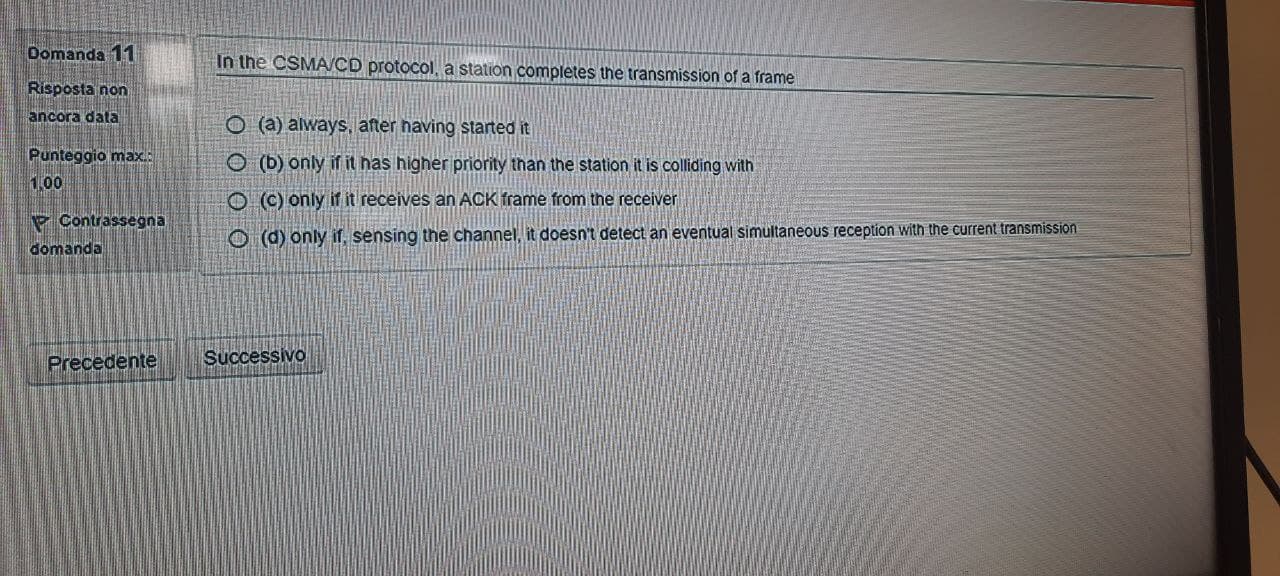 Domanda 11
Risposta non
ancora data
Punteggio max.:
1,00
Contrassegna
domanda
In the CSMA/CD protocol, a station completes the transmission of a frame
(a) always, after having started it
(b) only if it has higher priority than the station it is colliding with
(c) only if it receives an ACK frame from the receiver
(d) only if, sensing the channel, it doesn't detect an eventual simultaneous reception with the current transmission
Precedente
Successivo